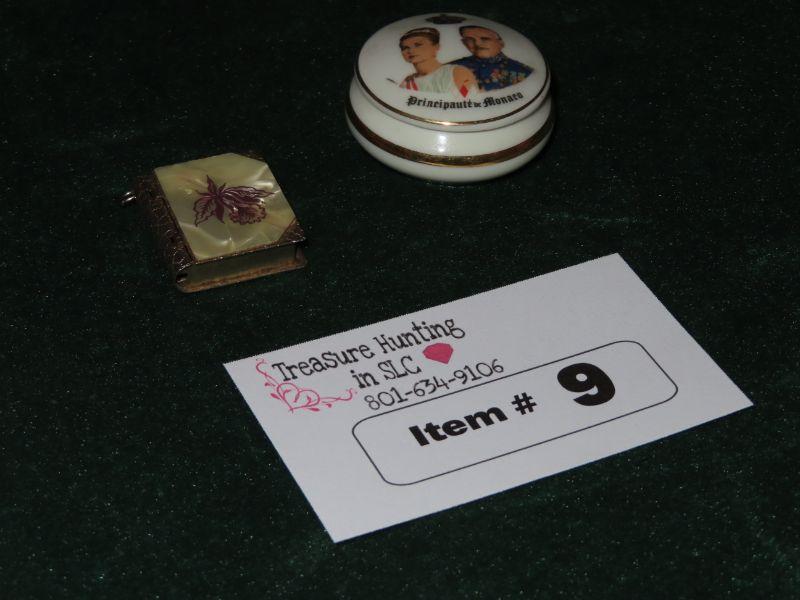 Principauté de Monaco
Treasure Hunting
in SLC
801-634-9106
Item # 9